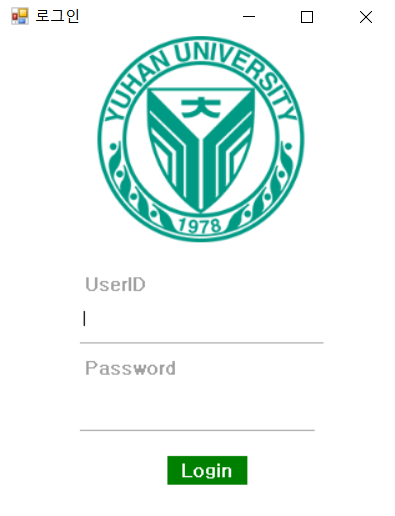 로그인
YUHAN UNIVERSITY
大
1978
UserID
Password
Login